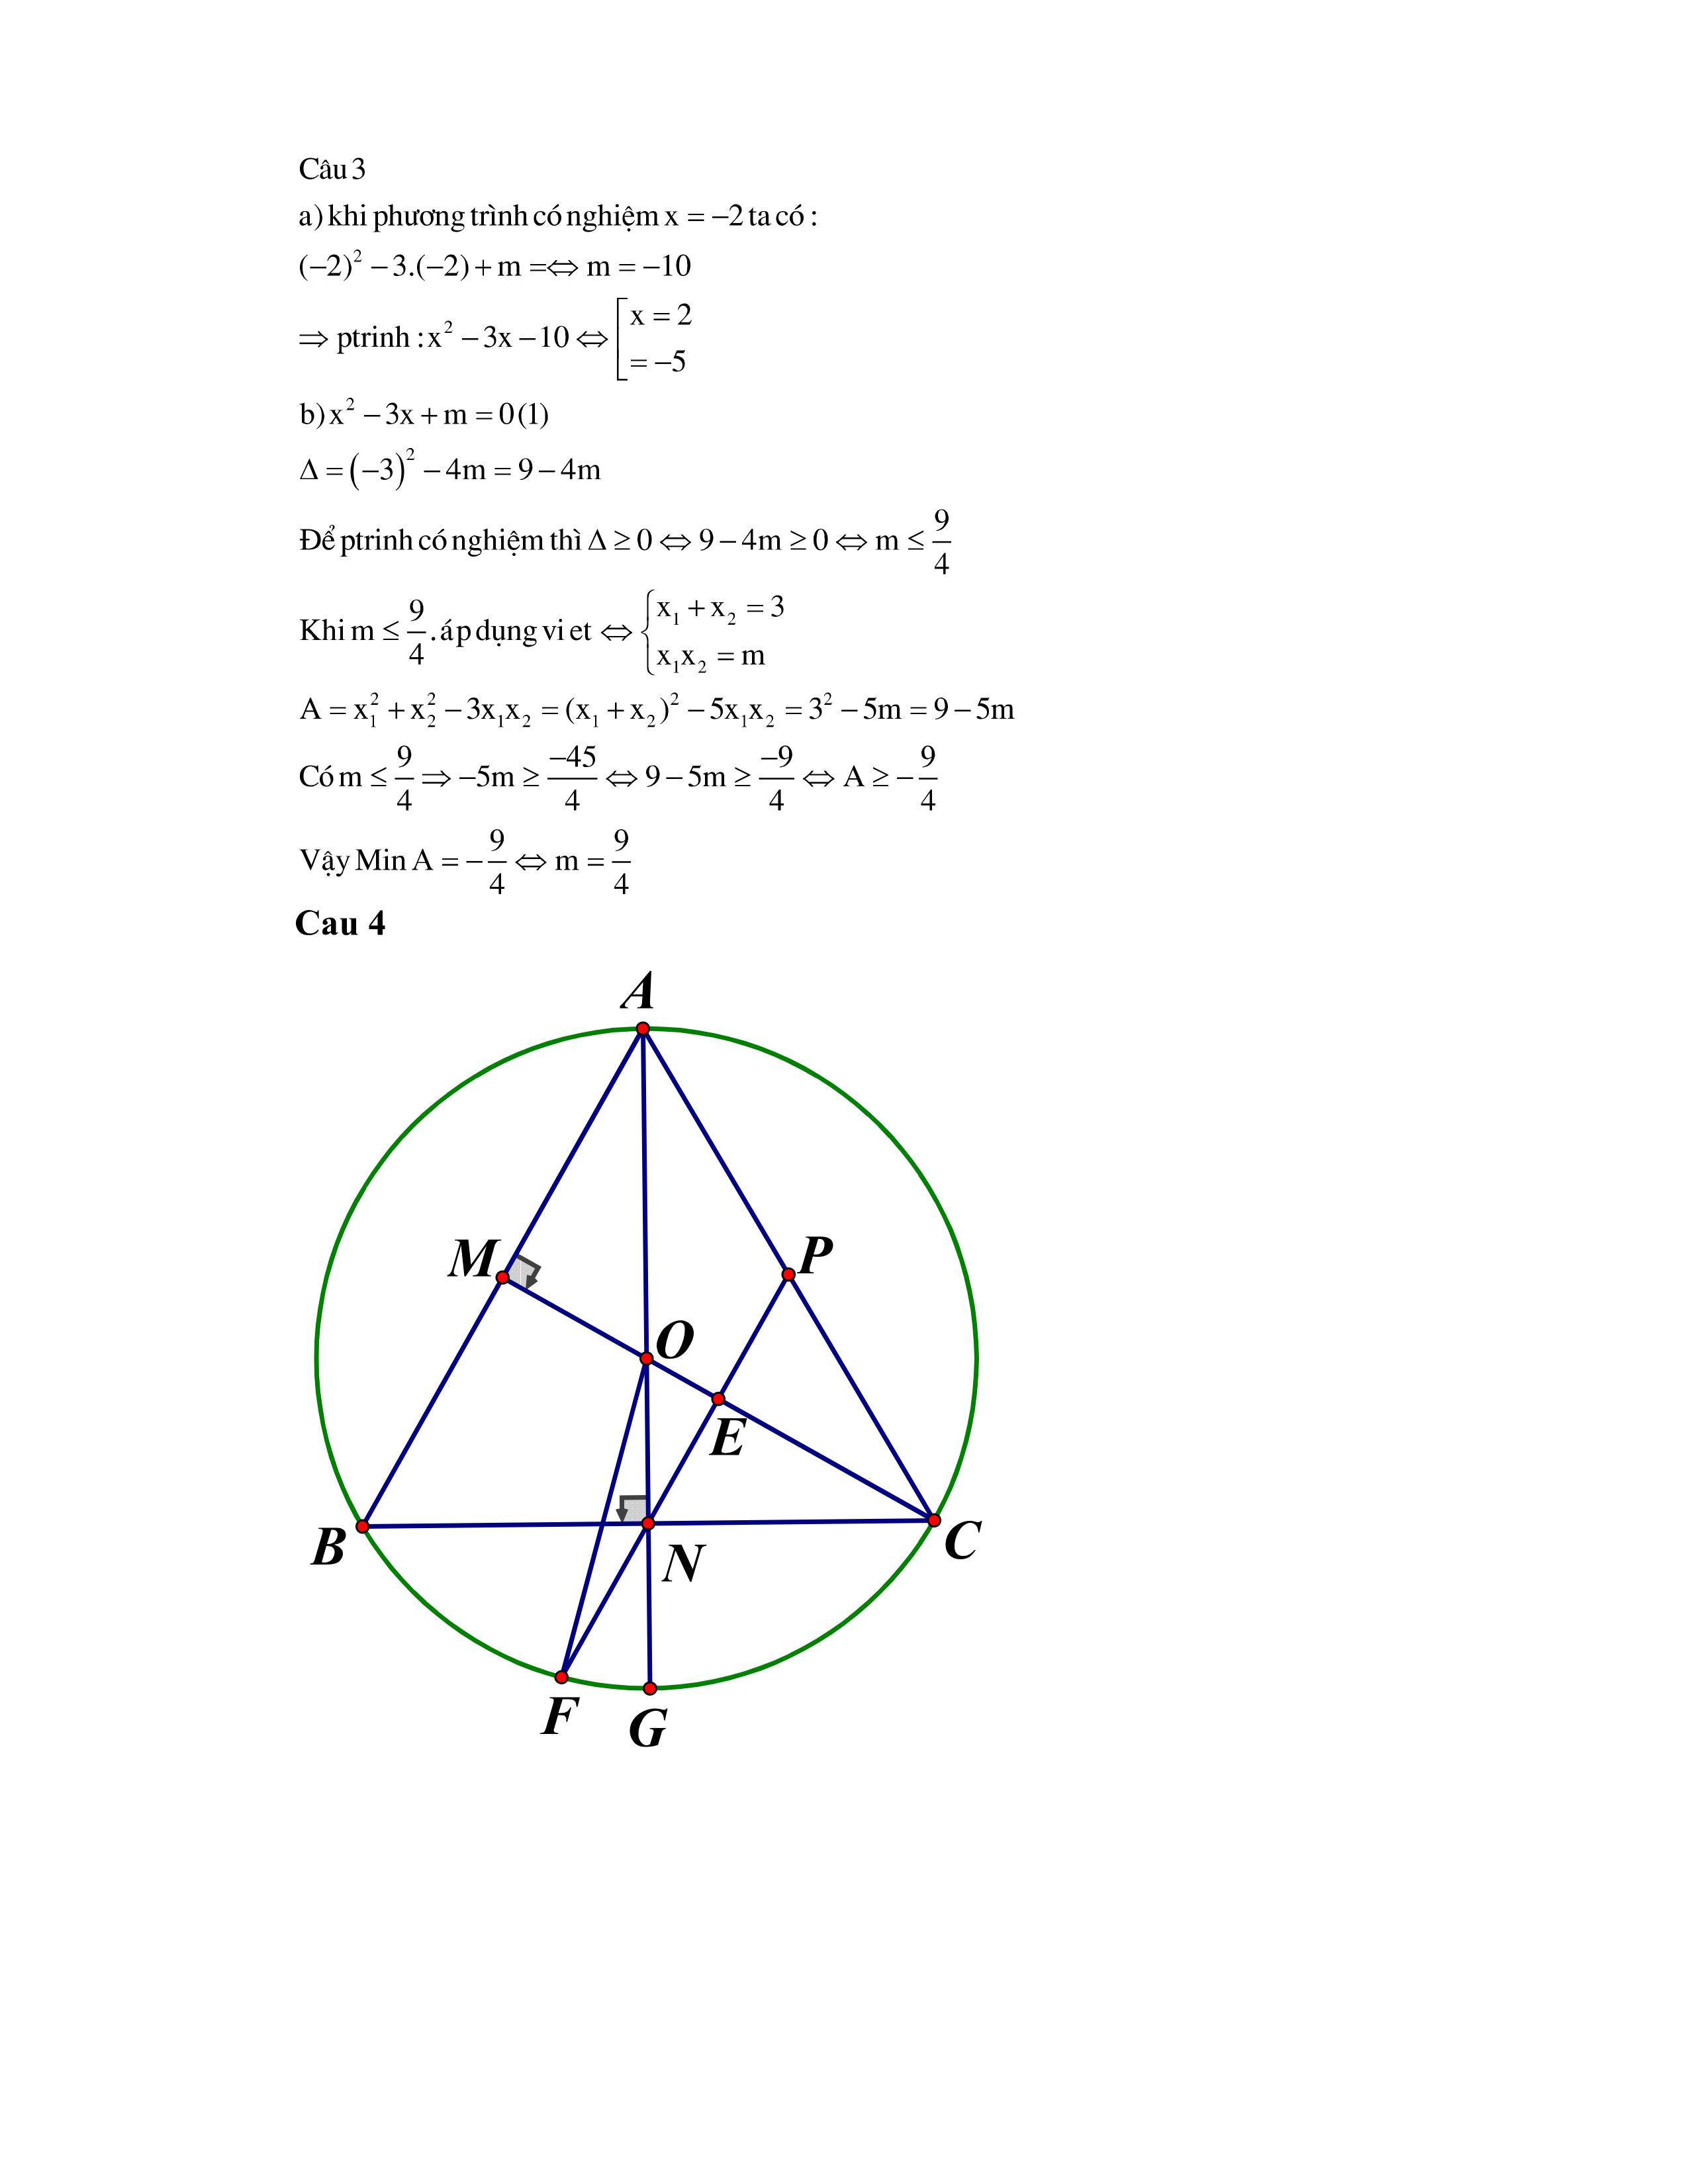 Câu 3
a) khi phương trình có nghiệm x = −2 ta có :
(−2)² − 3.(−2) + m =⇔ m = −10
⇒ ptrinh : x² − 3x − 10 ⇔ [ x = 2
= −5
b) x² − 3x + m = 0 (1)
Δ = (−3)² − 4m = 9 − 4m
Để ptrinh có nghiệm thì Δ ≥ 0 ⇔ 9 − 4m ≥ 0 ⇔ m ≤ 9/4
Khi m ≤ 9/4 . áp dụng vi et ⇔ { x₁ + x₂ = 3
x₁x₂ = m
A = x₁² + x₂² − 3x₁x₂ = (x₁ + x₂)² − 5x₁x₂ = 3² − 5m = 9 − 5m
Có m ≤ 9/4 ⇒ −5m ≥ −45/4 ⇔ 9 − 5m ≥ −9/4 ⇔ A ≥ −9/4
Vậy Min A = −9/4 ⇔ m = 9/4
Cau 4
A
M
P
O
E
B
N
C
F
G